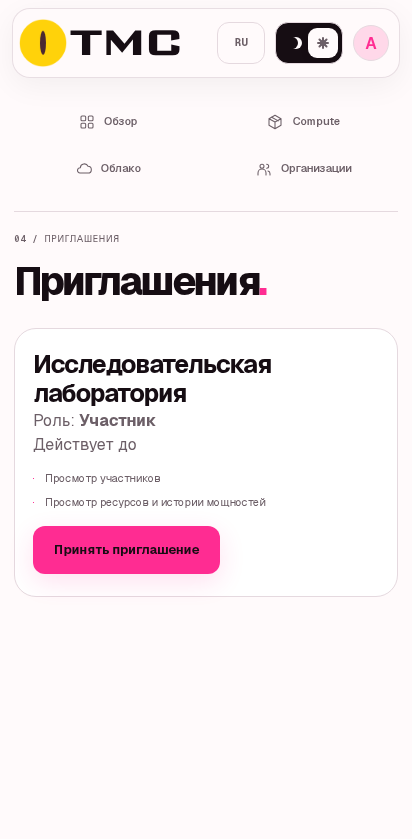 TMC
RU
A
Обзор
Compute
Облако
Организации
04 / ПРИГЛАШЕНИЯ
Приглашения.
Исследовательская
лаборатория
Роль: Участник
Действует до
· Просмотр участников
· Просмотр ресурсов и истории мощностей
Принять приглашение